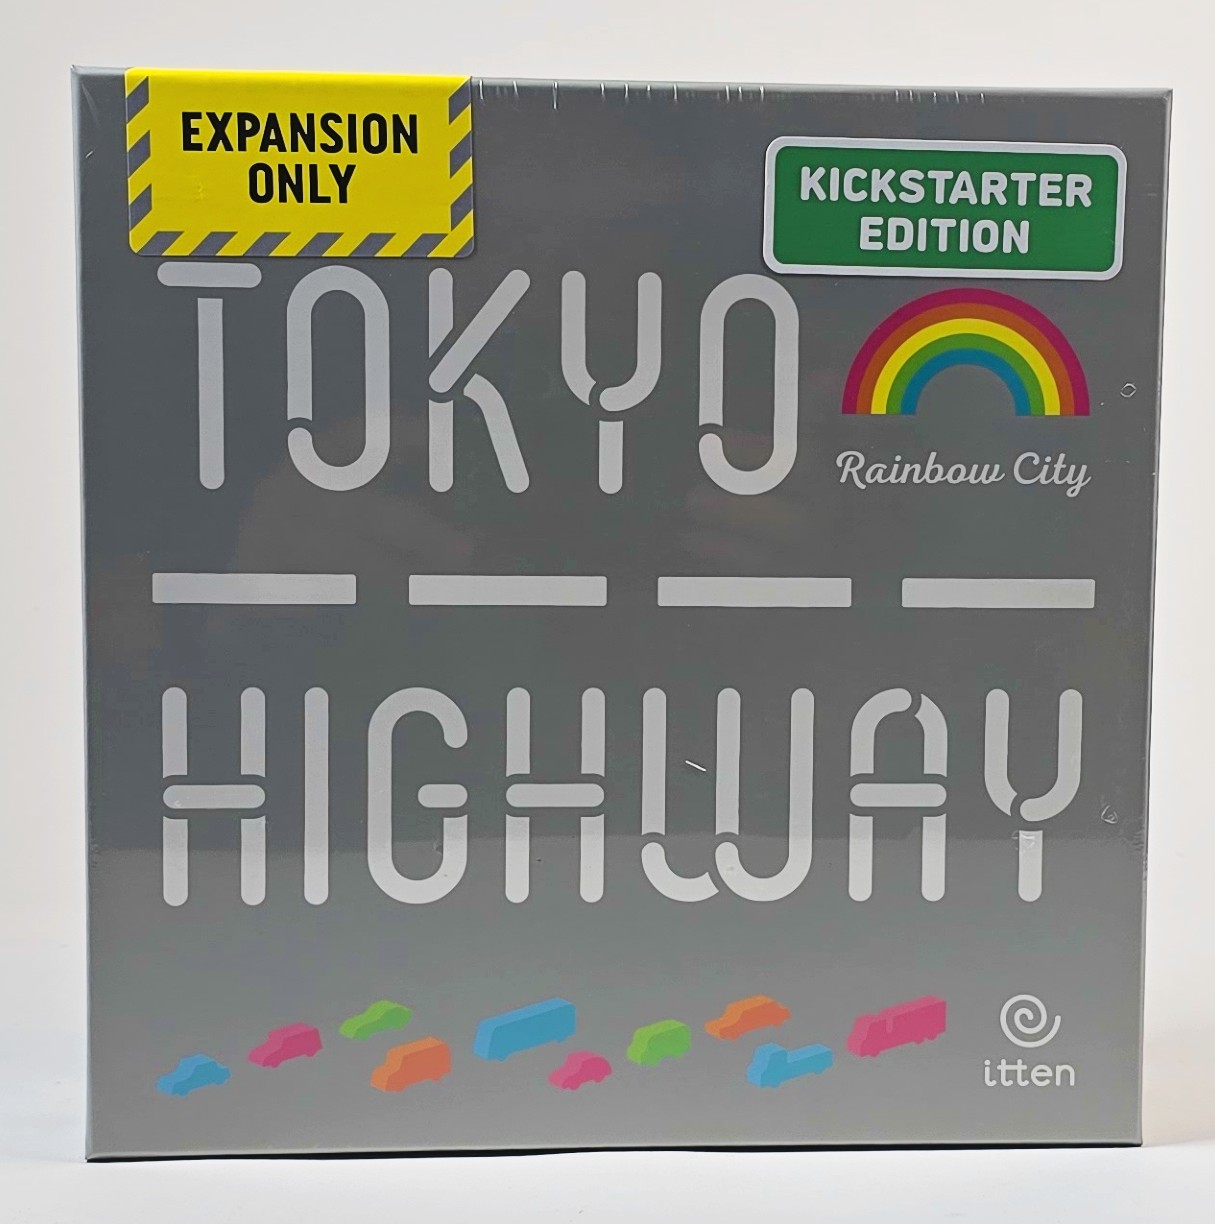 EXPANSION
ONLY
KICKSTARTER
EDITION
TOKYO
Rainbow City
HIGHWAY
itten